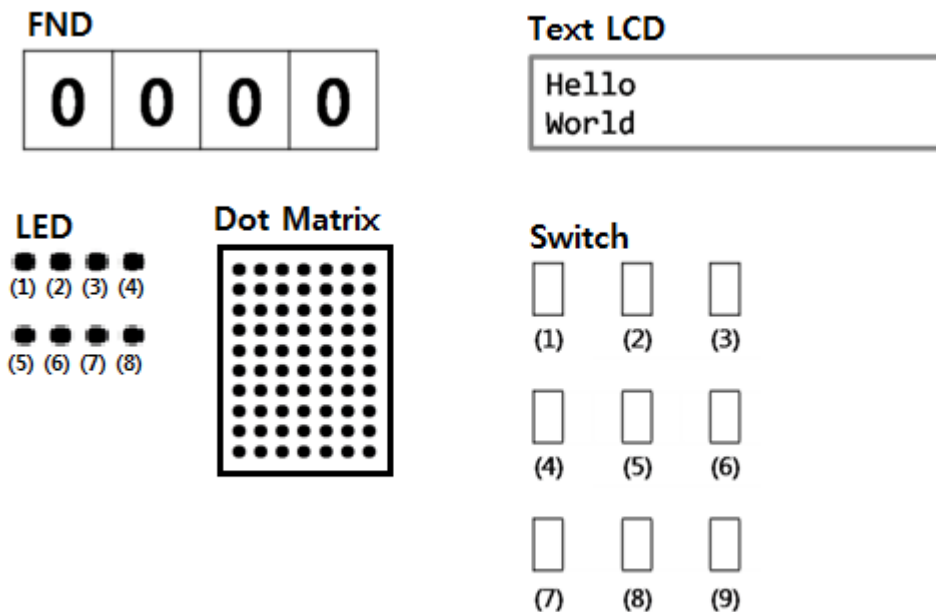 FND
0 0 0 0
Text LCD
Hello
World
LED
(1) (2) (3) (4)
(5) (6) (7) (8)
Dot Matrix
Switch
(1) (2) (3)
(4) (5) (6)
(7) (8) (9)